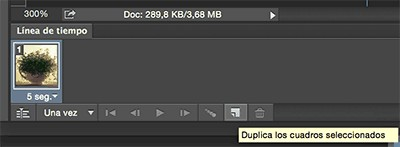 300%
Doc: 289,8 KB/3,68 MB
Línea de tiempo
1
5 seg.
Una vez
Duplica los cuadros seleccionados